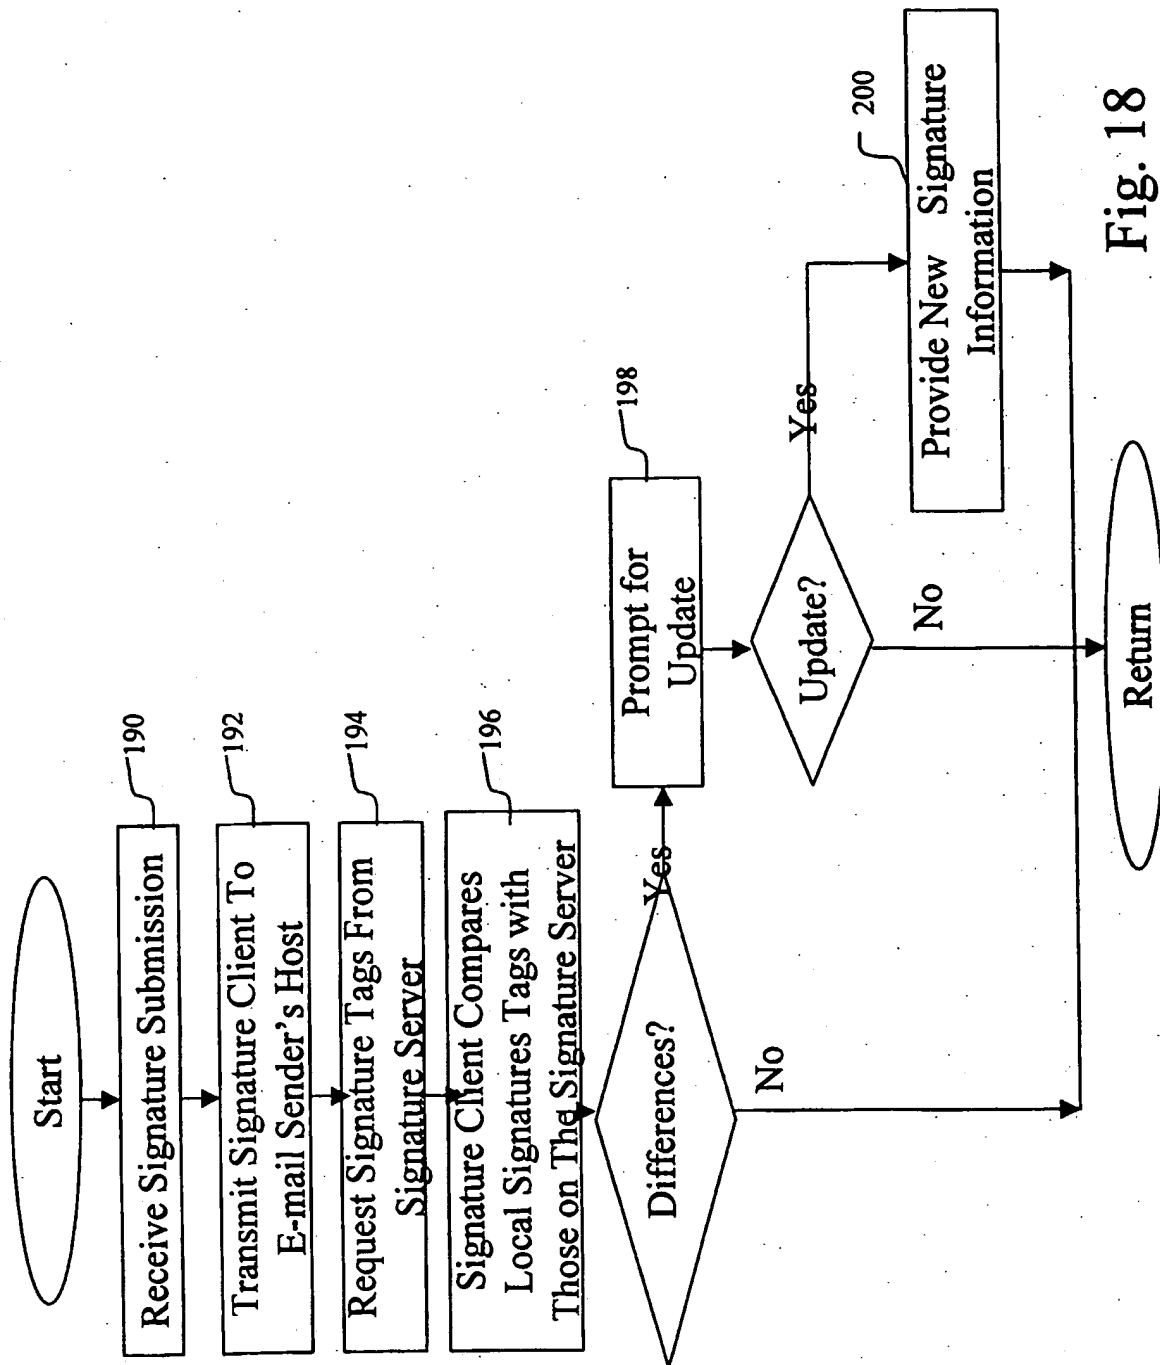 Start
Receive Signature Submission
190
Transmit Signature Client To
E-mail Sender's Host
192
Request Signature Tags From
Signature Server
194
Signature Client Compares
Local Signatures Tags with
Those on The Signature Server
196
Differences?
Yes
No
Prompt for
Update
198
Update?
Yes
No
Provide New Signature
Information
200
Return
Fig. 18